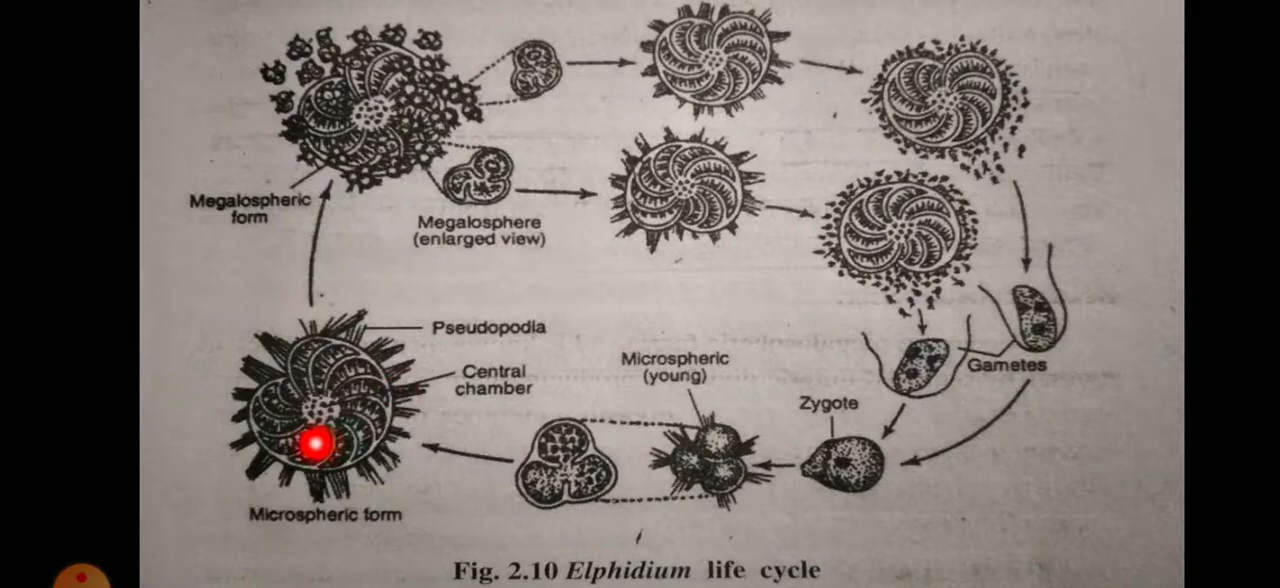 Megalospheric
form
Megalosphere
(enlarged view)
Pseudopodia
Central
chamber
Microspheric
(young)
Gametes
Zygote
Microspheric form
Fig. 2.10 Elphidium life cycle